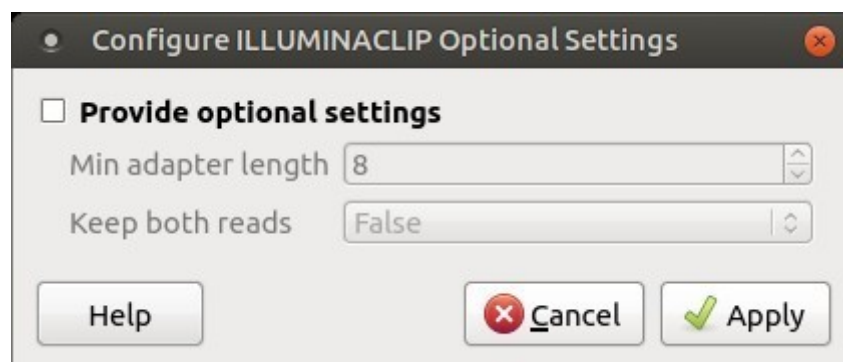 Configure ILLUMINACLIP Optional Settings
Provide optional settings
Min adapter length 8
Keep both reads False
Help Cancel Apply